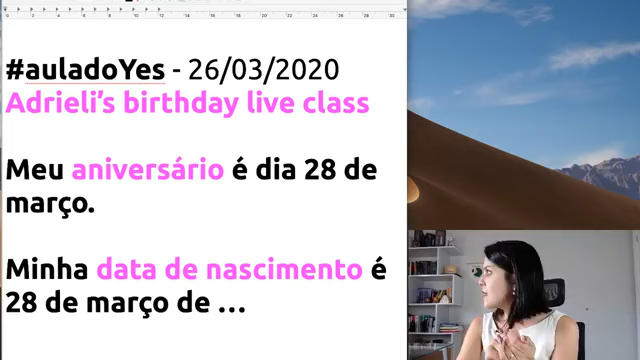 #auladoYes - 26/03/2020
Adrieli's birthday live class
Meu aniversário é dia 28 de
março.
Minha data de nascimento é
28 de março de ...